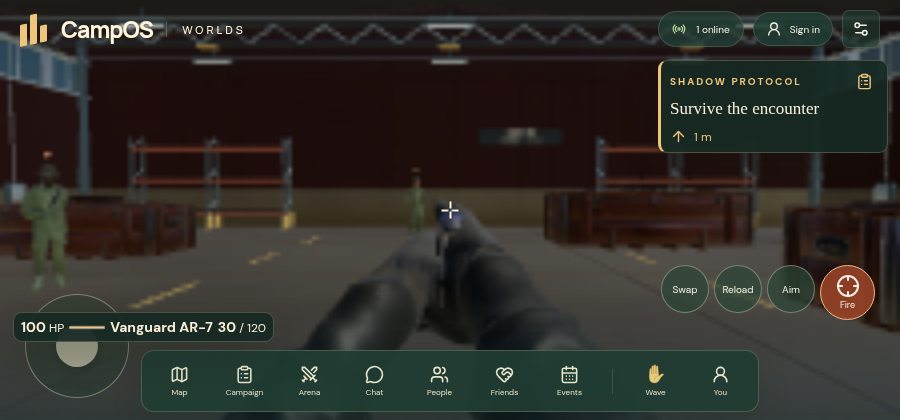 CampOS
WORLDS
1 online
Sign in
SHADOW PROTOCOL
Survive the encounter
1 m
Swap
Reload
Aim
Fire
100 HP
Vanguard AR-7 30 / 120
Map
Campaign
Arena
Chat
People
Friends
Events
Wave
You